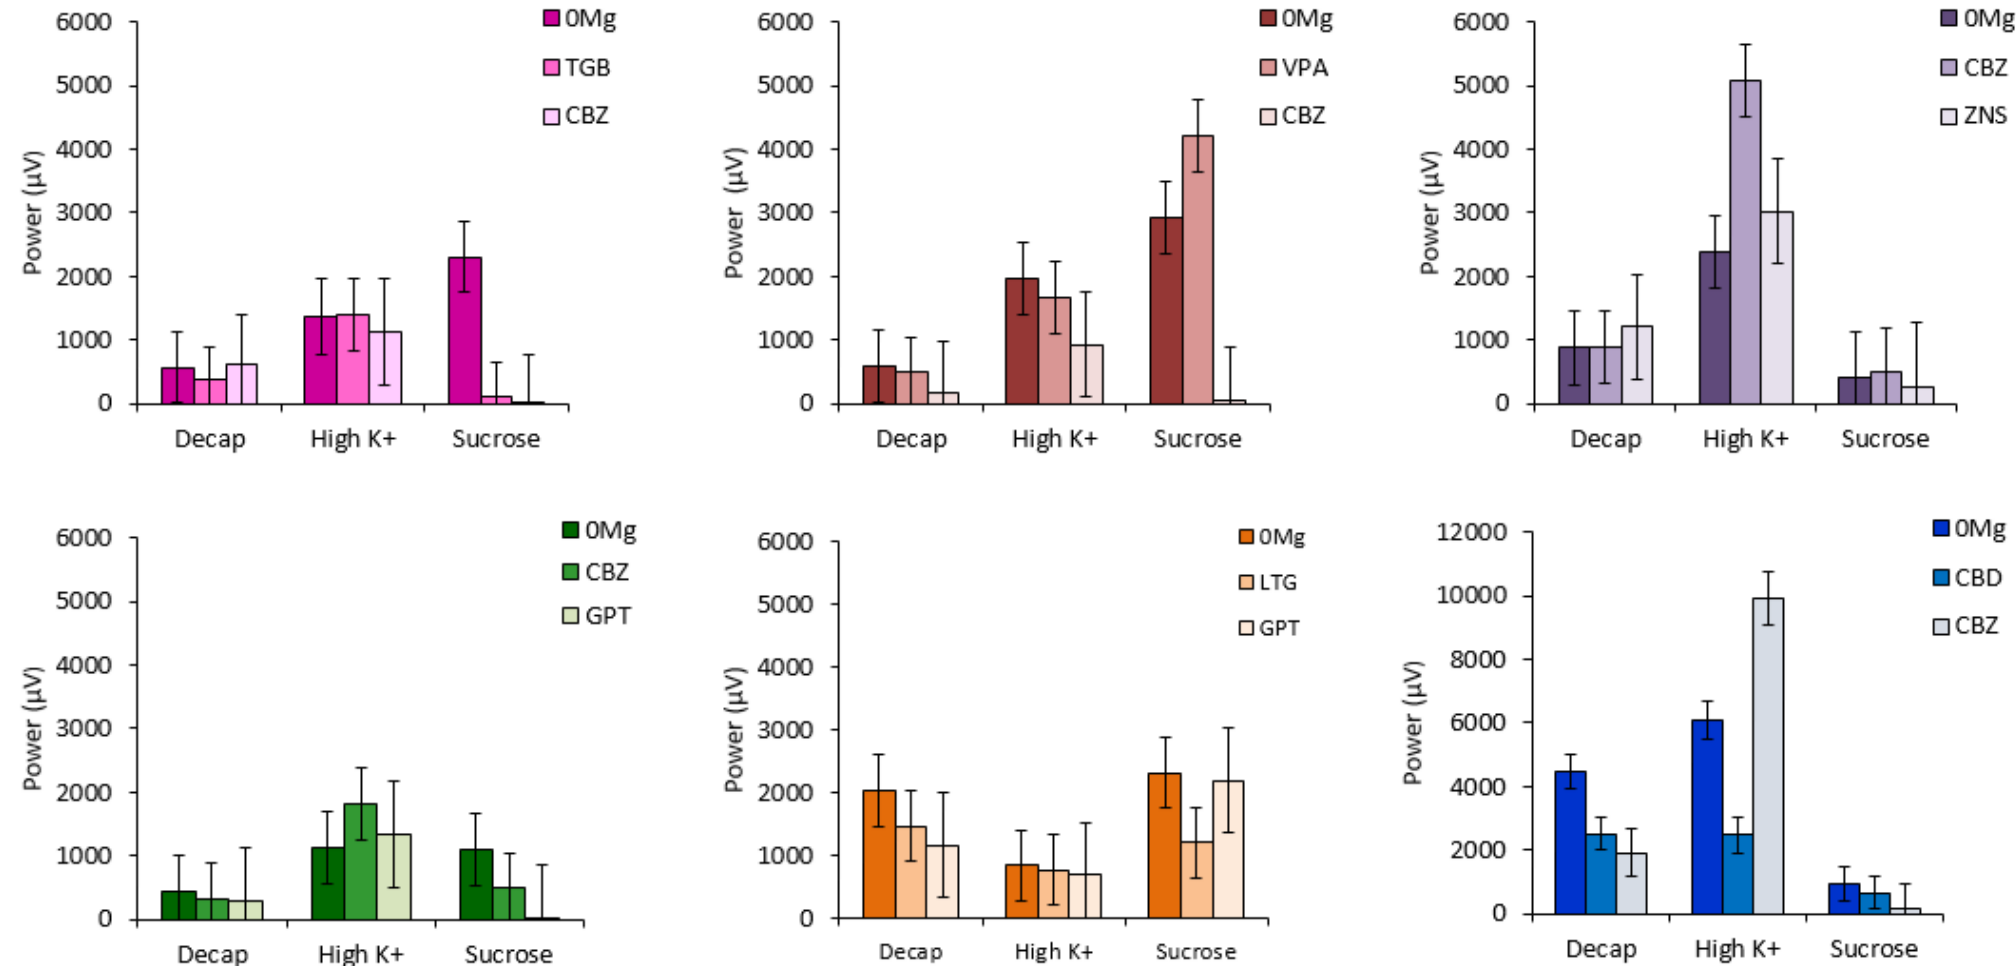 6000
5000
4000
3000
2000
1000
0
Power (µV)
Decap High K+ Sucrose
0Mg
TGB
CBZ
6000
5000
4000
3000
2000
1000
0
Power (µV)
Decap High K+ Sucrose
0Mg
VPA
CBZ
6000
5000
4000
3000
2000
1000
0
Power (µV)
Decap High K+ Sucrose
0Mg
CBZ
ZNS
6000
5000
4000
3000
2000
1000
0
Power (µV)
Decap High K+ Sucrose
0Mg
CBZ
GPT
6000
5000
4000
3000
2000
1000
0
Power (µV)
Decap High K+ Sucrose
0Mg
LTG
GPT
12000
10000
8000
6000
4000
2000
0
Power (µV)
Decap High K+ Sucrose
0Mg
CBD
CBZ